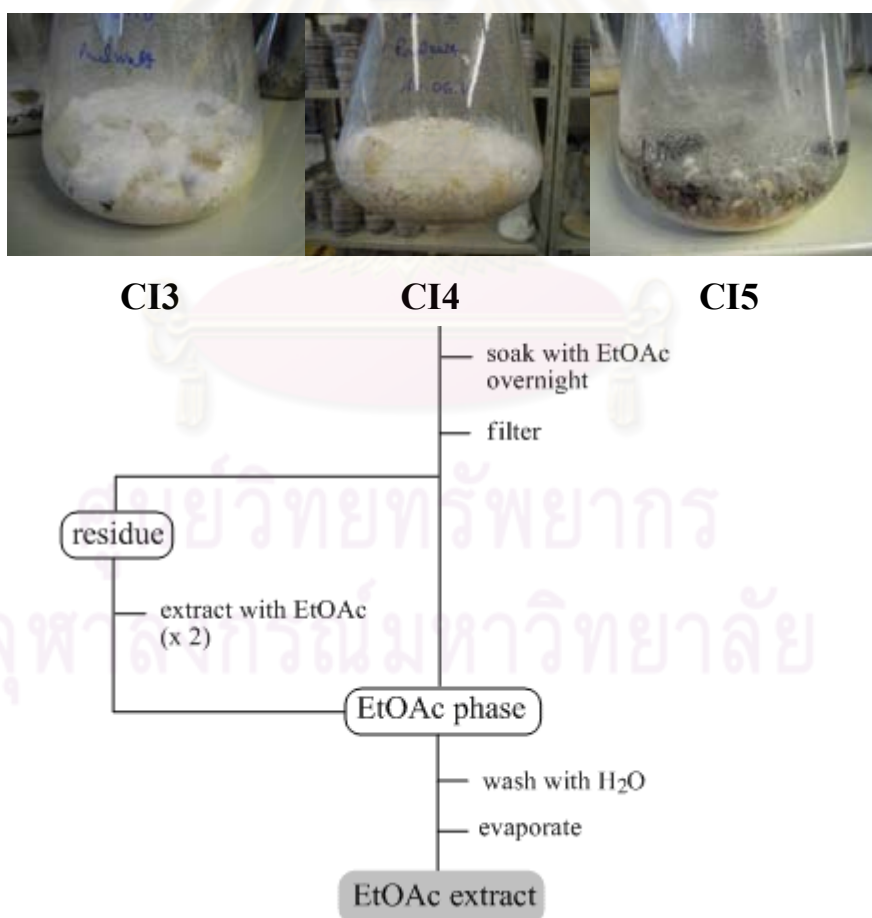 CI3 CI4 CI5
soak with EtOAc
overnight
filter
residue
extract with EtOAc
(x 2)
EtOAc phase
wash with H₂O
evaporate
EtOAc extract
ศูนย์วิทยทรัพยากร
จุฬาลงกรณ์มหาวิทยาลัย